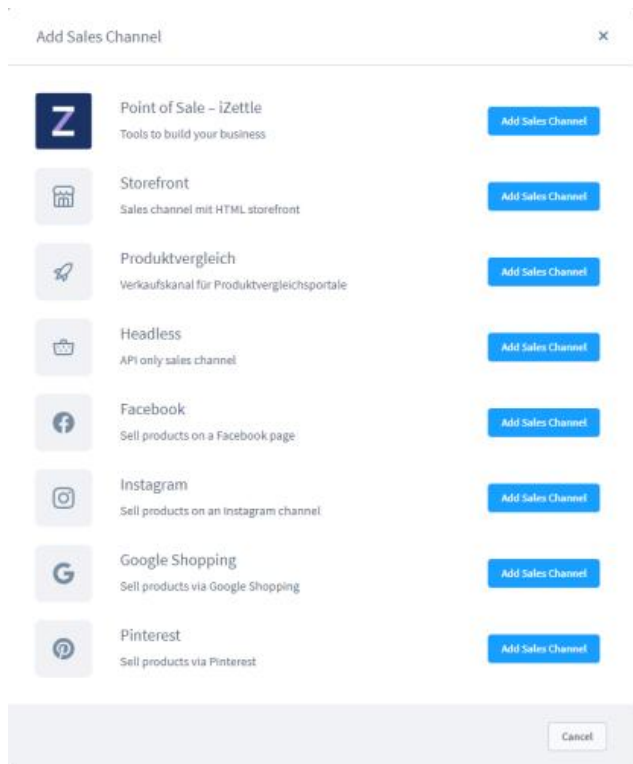 Add Sales Channel
Z
Point of Sale – iZettle
Tools to build your business
Add Sales Channel
Storefront
Sales channel mit HTML storefront
Add Sales Channel
Produktvergleich
Verkaufskanal für Produktvergleichsportale
Add Sales Channel
Headless
API only sales channel
Add Sales Channel
Facebook
Sell products on a Facebook page
Add Sales Channel
Instagram
Sell products on an Instagram channel
Add Sales Channel
Google Shopping
Sell products via Google Shopping
Add Sales Channel
Pinterest
Sell products via Pinterest
Add Sales Channel
Cancel